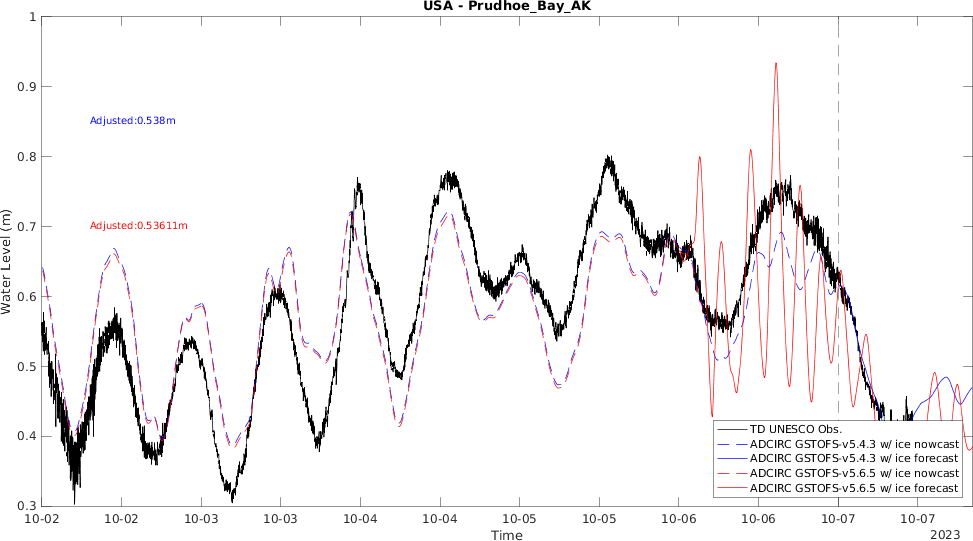 USA - Prudhoe_Bay_AK
1
0.9
0.8
0.7
0.6
0.5
0.4
0.3
Water Level (m)
Adjusted:0.538m
Adjusted:0.53611m
TD UNESCO Obs.
ADCIRC GSTOFS-v5.4.3 w/ ice nowcast
ADCIRC GSTOFS-v5.4.3 w/ ice forecast
ADCIRC GSTOFS-v5.6.5 w/ ice nowcast
ADCIRC GSTOFS-v5.6.5 w/ ice forecast
10-02 10-02 10-03 10-03 10-04 10-04 10-05 10-05 10-06 10-06 10-07 10-07
Time
2023